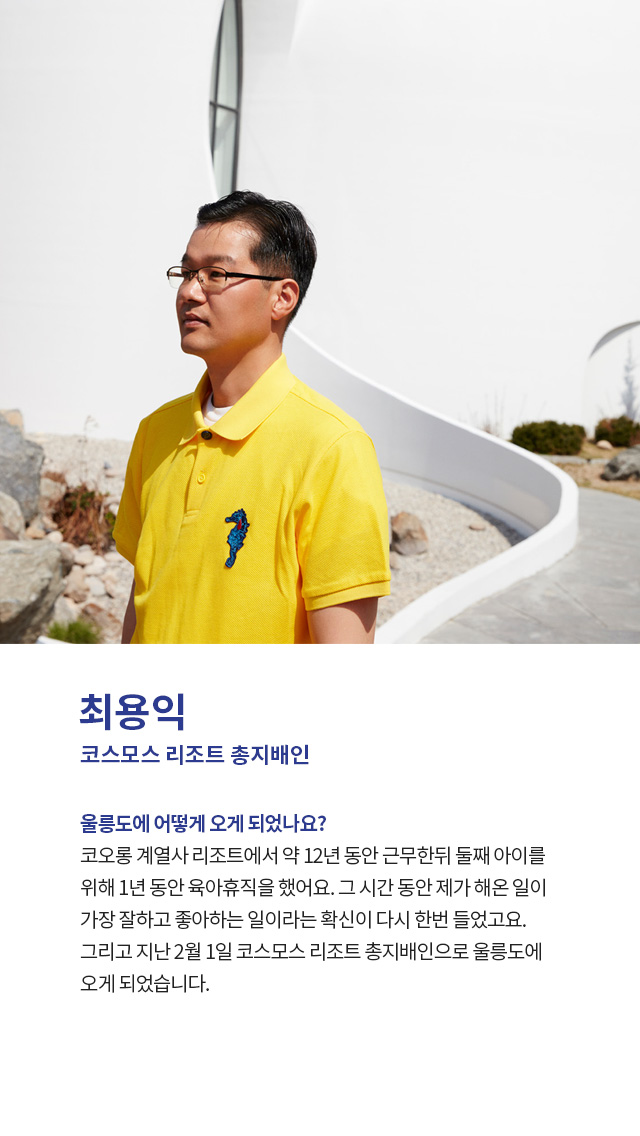 최용익
코스모스 리조트 총지배인
울릉도에 어떻게 오게 되었나요?
코오롱 계열사 리조트에서 약 12년 동안 근무한뒤 둘째 아이를
위해 1년 동안 육아휴직을 했어요. 그 시간 동안 제가 해온 일이
가장 잘하고 좋아하는 일이라는 확신이 다시 한번 들었고요.
그리고 지난 2월 1일 코스모스 리조트 총지배인으로 울릉도에
오게 되었습니다.